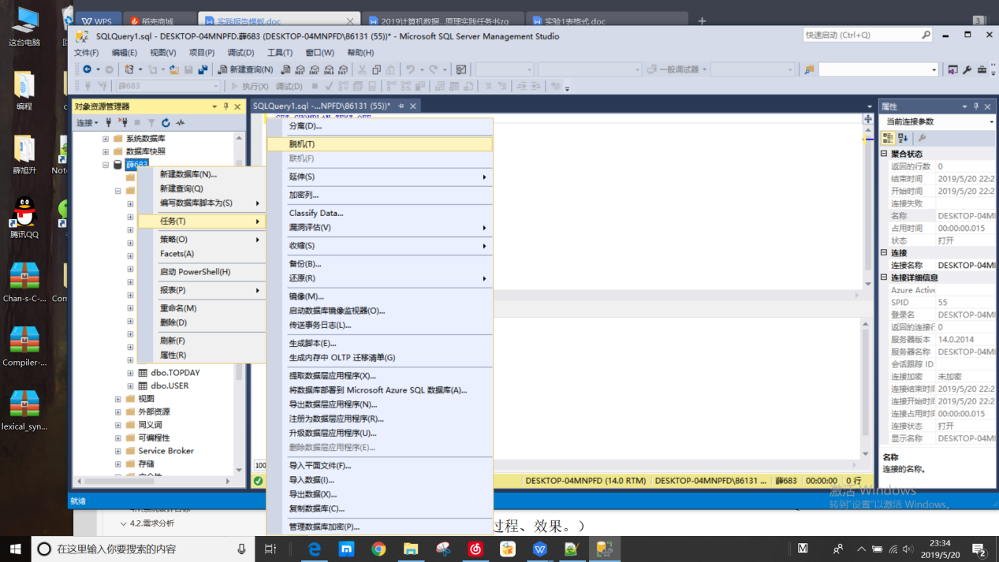 WPS
稻壳商城
实践报告模板.doc
2019计算机数据...原理实践任务书zq
实验1表格式.doc
3
这台电脑
编程
薛旭升
Note
腾讯QQ
Chan-s-C-...
Com
Compiler-...
lexical_syn...
SQLQuery1.sql - DESKTOP-04MNPFD.薛683 (DESKTOP-04MNPFD\86131 (55))* - Microsoft SQL Server Management Studio
快速启动 (Ctrl+Q)
文件(F) 编辑(E) 视图(V) 项目(P) 调试(D) 工具(T) 窗口(W) 帮助(H)
新建查询(N)
一般调试器
薛683
执行(X) 调试(D)
对象资源管理器
连接
系统数据库
数据库快照
薛683
dbo.TOPDAY
dbo.USER
视图
外部资源
同义词
可编程性
Service Broker
存储
新建数据库(N)...
新建查询(Q)
编写数据库脚本为(S)
任务(T)
策略(O)
Facets(A)
启动 PowerShell(H)
报表(P)
重命名(M)
删除(D)
刷新(F)
属性(R)
SQLQuery1.sql -...NPFD\86131 (55))*
分离(D)...
脱机(T)
联机(F)
延伸(S)
加密列...
Classify Data...
漏洞评估(V)
收缩(S)
备份(B)...
还原(R)
镜像(M)...
启动数据库镜像监视器(O)...
传送事务日志(L)...
生成脚本(E)...
生成内存中 OLTP 迁移清单(G)
提取数据层应用程序(X)...
将数据库部署到 Microsoft Azure SQL 数据库(A)...
导出数据层应用程序(N)...
注册为数据层应用程序(R)...
升级数据层应用程序(U)...
删除数据层应用程序(E)...
导入平面文件(F)...
导入数据(I)...
导出数据(X)...
复制数据库(C)...
管理数据库加密(P)...
100
DESKTOP-04MNPFD (14.0 RTM) DESKTOP-04MNPFD\86131 ... 薛683 00:00:00 0 行
属性
当前连接参数
聚合状态
返回的行数 0
结束时间 2019/5/20 22:2
开始时间 2019/5/20 22:2
连接失败
名称 DESKTOP-04MI
占用时间 00:00:00.015
状态 打开
连接
连接名称 DESKTOP-04MI
连接详细信息
Azure Active
SPID 55
登录名 DESKTOP-04MI
返回的连接行 0
服务器版本 14.0.2014
服务器名称 DESKTOP-04MI
会话跟踪 ID
连接加密 未加密
连接结束时间 2019/5/20 22:2
连接开始时间 2019/5/20 22:2
连接占用时间 00:00:00.015
连接状态 打开
显示名称 DESKTOP-04MI
名称
连接的名称。
激活 Windows
转到"设置"以激活 Windows。
就绪
4.2.需求分析
过程、效果。）
在这里输入你要搜索的内容
23:34
2019/5/20
2